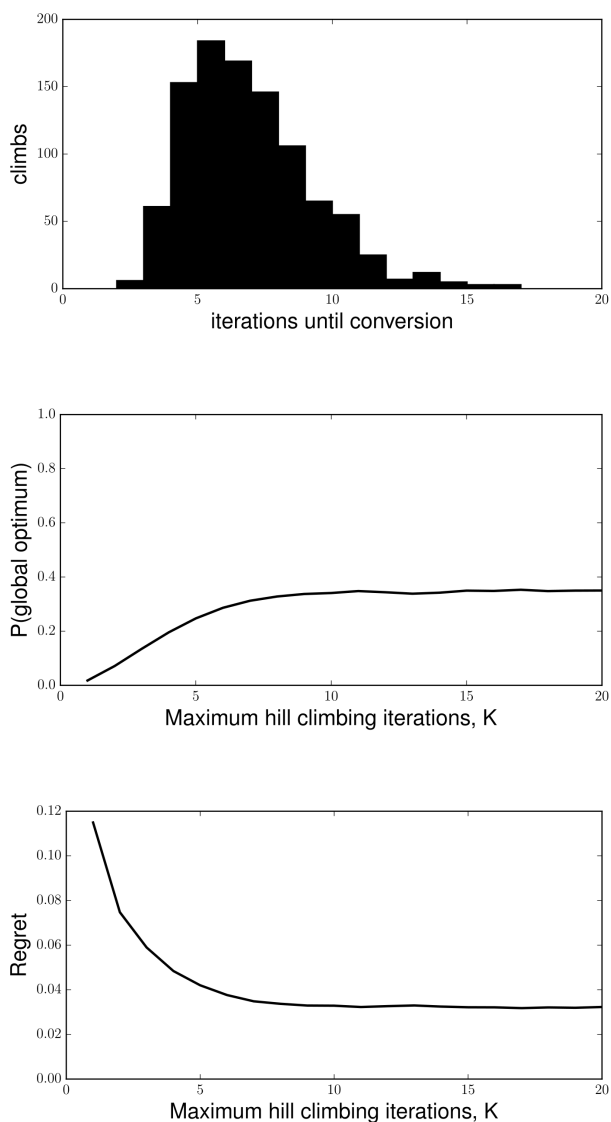 200
150
100
50
0
climbs
0 5 10 15 20
iterations until conversion
1.0
0.8
0.6
0.4
0.2
0.0
P(global optimum)
0 5 10 15 20
Maximum hill climbing iterations, K
0.12
0.10
0.08
0.06
0.04
0.02
0.00
Regret
0 5 10 15 20
Maximum hill climbing iterations, K